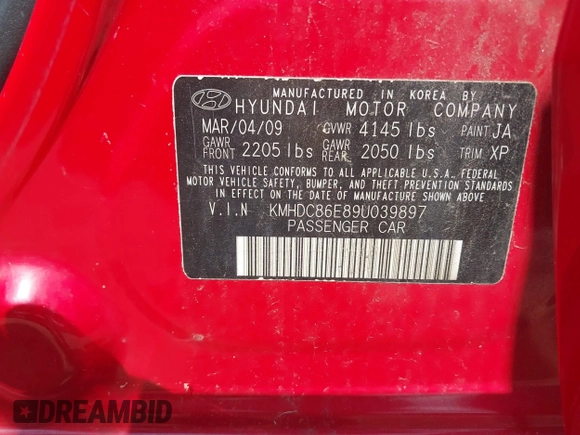 MANUFACTURED IN KOREA BY
HYUNDAI MOTOR COMPANY
MAR/04/09 GVWR 4145 lbs PAINT JA
GAWR FRONT 2205 lbs GAWR REAR 2050 lbs TRIM XP
THIS VEHICLE CONFORMS TO ALL APPLICABLE U.S.A. FEDERAL
MOTOR VEHICLE SAFETY, BUMPER, AND THEFT PREVENTION STANDARDS
IN EFFECT ON THE DATE OF MANUFACTURE SHOWN ABOVE
V.I.N KMHDC86E89U039897
PASSENGER CAR
DREAMBID